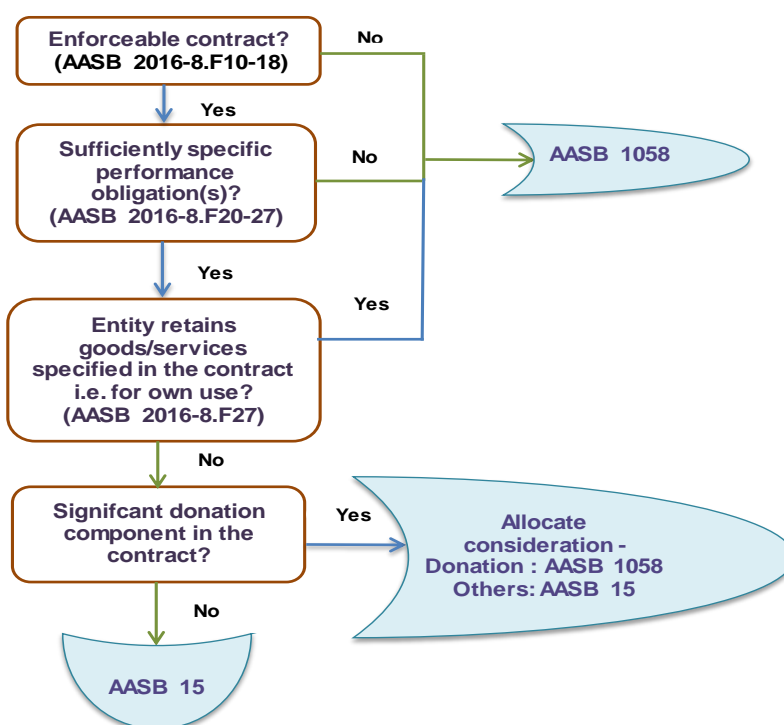 Enforceable contract?
(AASB 2016-8.F10-18)
No
Yes
Sufficiently specific
performance
obligation(s)?
(AASB 2016-8.F20-27)
No
AASB 1058
Yes
Yes
Entity retains
goods/services
specified in the contract
i.e. for own use?
(AASB 2016-8.F27)
No
Signifcant donation
component in the
contract?
Yes
Allocate
consideration -
Donation : AASB 1058
Others: AASB 15
No
AASB 15